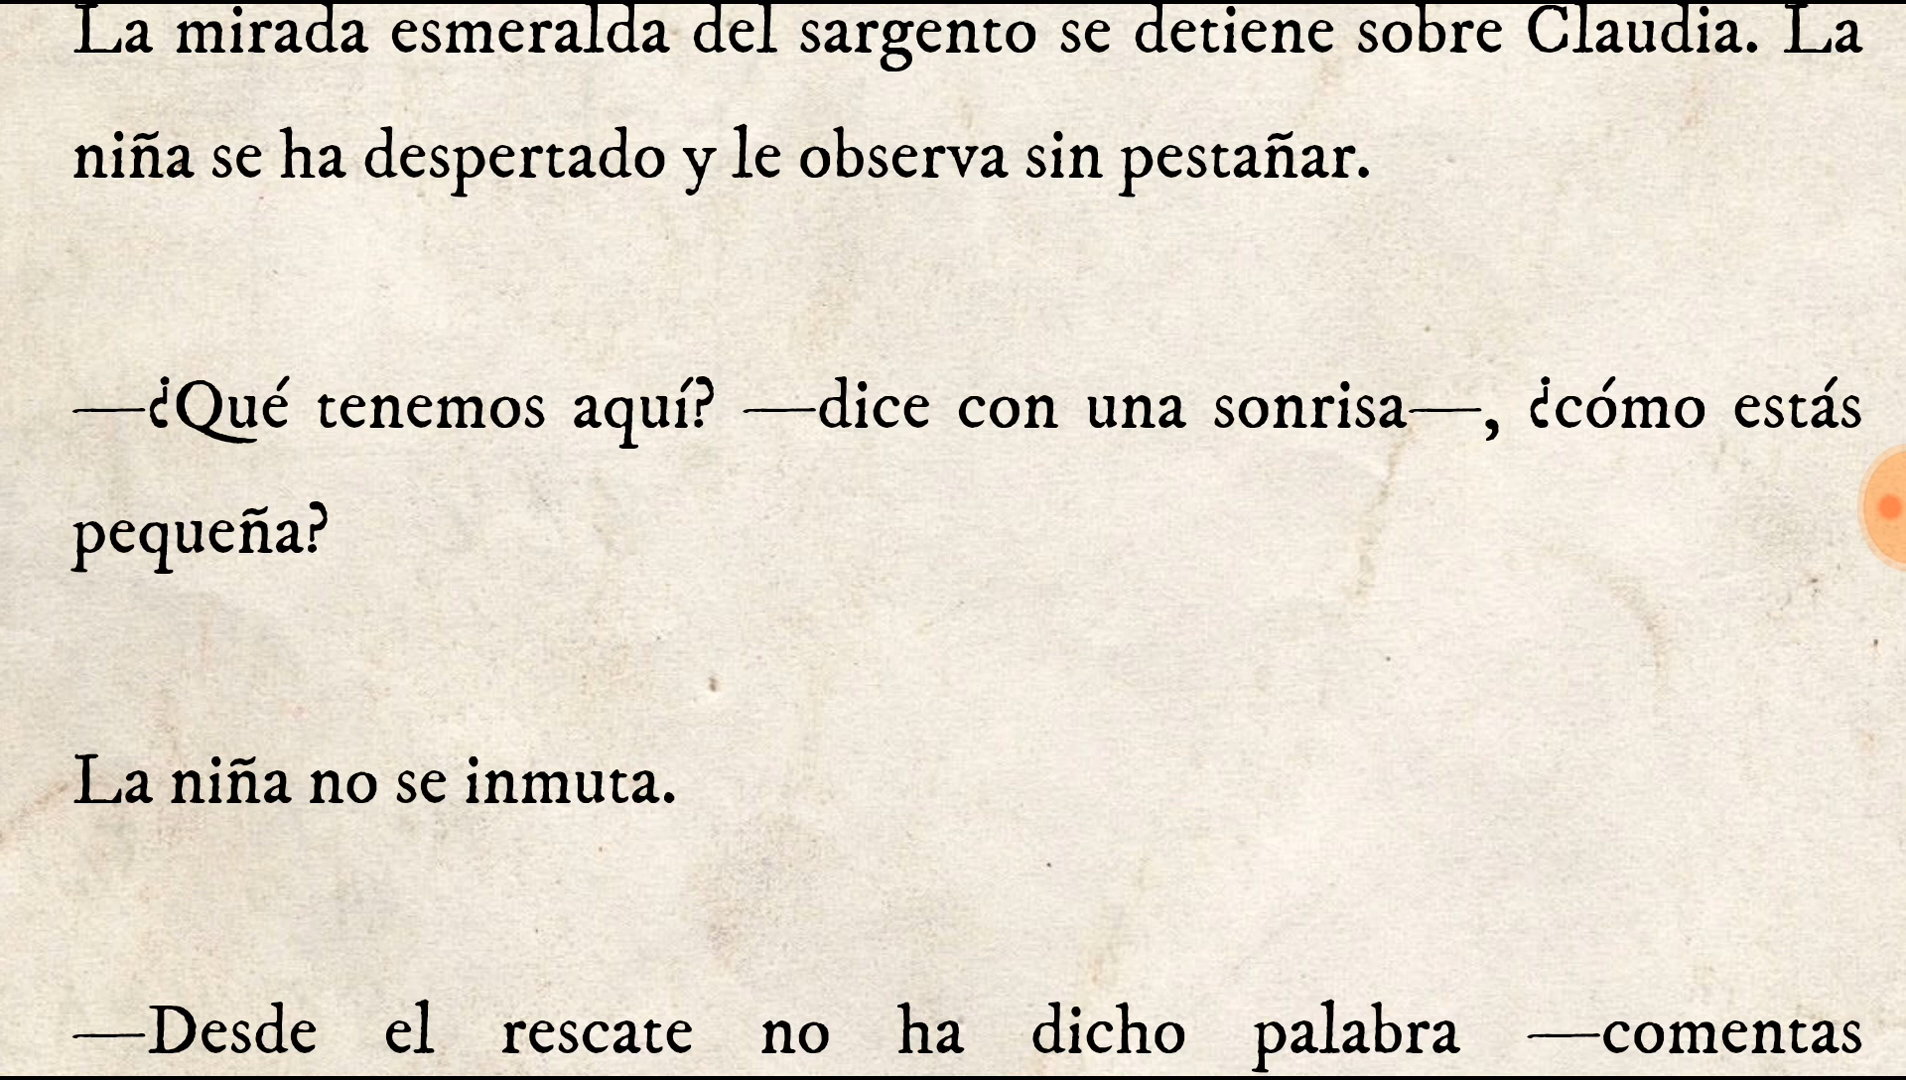 La mirada esmeralda del sargento se detiene sobre Claudia. La
niña se ha despertado y le observa sin pestañar.
—¿Qué tenemos aquí? —dice con una sonrisa—, ¿cómo estás
pequeña?
La niña no se inmuta.
—Desde el rescate no ha dicho palabra —comentas